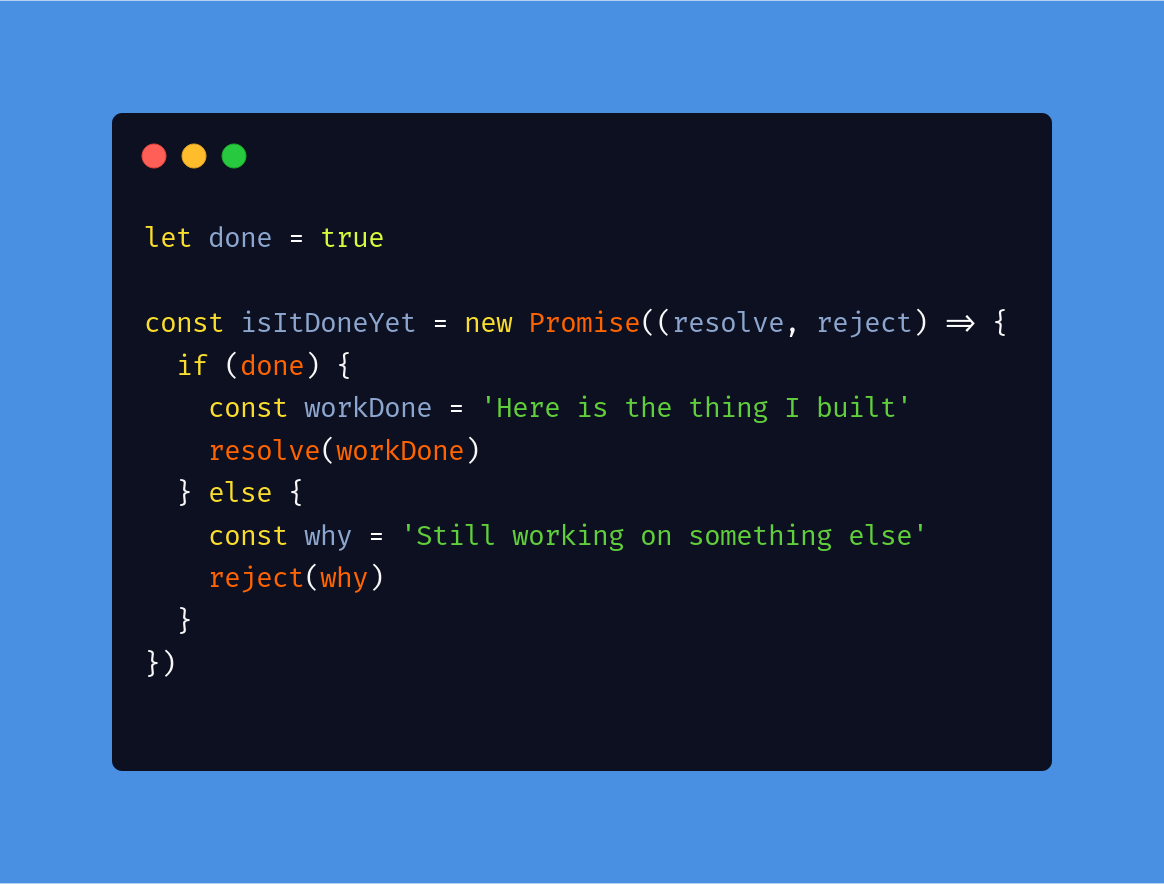 let done = true
const isItDoneYet = new Promise((resolve, reject) => {
  if (done) {
    const workDone = 'Here is the thing I built'
    resolve(workDone)
  } else {
    const why = 'Still working on something else'
    reject(why)
  }
})